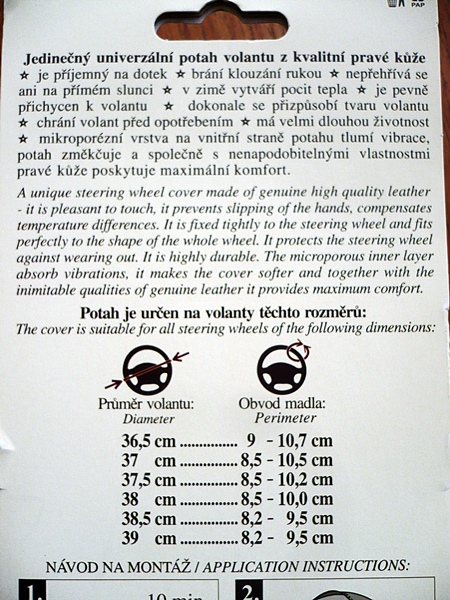 PAP
Jedinečný univerzální potah volantu z kvalitní pravé kůže
★ je příjemný na dotek ★ brání klouzání rukou ★ nepřehřívá se
ani na přímém slunci ★ v zimě vytváří pocit tepla ★ je pevně
přichycen k volantu ★ dokonale se přizpůsobí tvaru volantu
★ chrání volant před opotřebením ★ má velmi dlouhou životnost
★ mikroporézní vrstva na vnitřní straně potahu tlumí vibrace,
potah změkčuje a společně s nenapodobitelnými vlastnostmi
pravé kůže poskytuje maximální komfort.
A unique steering wheel cover made of genuine high quality leather
- it is pleasant to touch, it prevents slipping of the hands, compensates
temperature differences. It is fixed tightly to the steering wheel and fits
perfectly to the shape of the whole wheel. It protects the steering wheel
against wearing out. It is highly durable. The microporous inner layer
absorb vibrations, it makes the cover softer and together with the
inimitable qualities of genuine leather it provides maximum comfort.
Potah je určen na volanty těchto rozměrů:
The cover is suitable for all steering wheels of the following dimensions:
Průměr volantu: Obvod madla:
Diameter Perimeter
36,5 cm ............... 9 - 10,7 cm
37 cm ............... 8,5 - 10,5 cm
37,5 cm ............... 8,5 - 10,2 cm
38 cm ............... 8,5 - 10,0 cm
38,5 cm ............... 8,2 - 9,5 cm
39 cm ............... 8,2 - 9,5 cm
NÁVOD NA MONTÁŽ / APPLICATION INSTRUCTIONS:
1. 10 min 2.